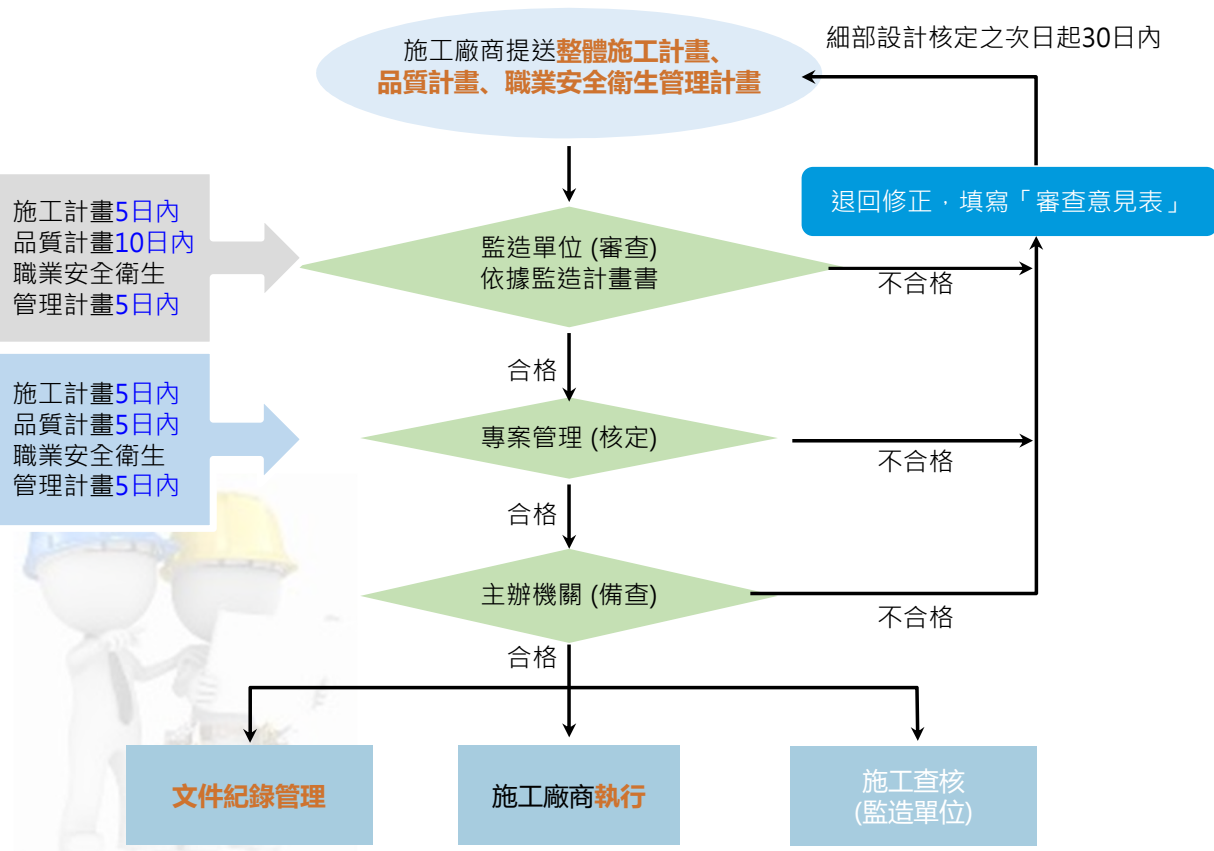 細部設計核定之次日起30日內
施工廠商提送整體施工計畫、
品質計畫、職業安全衛生管理計畫
退回修正，填寫「審查意見表」
施工計畫5日內
品質計畫10日內
職業安全衛生
管理計畫5日內
監造單位 (審查)
依據監造計畫書
不合格
合格
施工計畫5日內
品質計畫5日內
職業安全衛生
管理計畫5日內
專案管理 (核定)
不合格
合格
主辦機關 (備查)
不合格
合格
文件紀錄管理
施工廠商執行
施工查核
(監造單位)